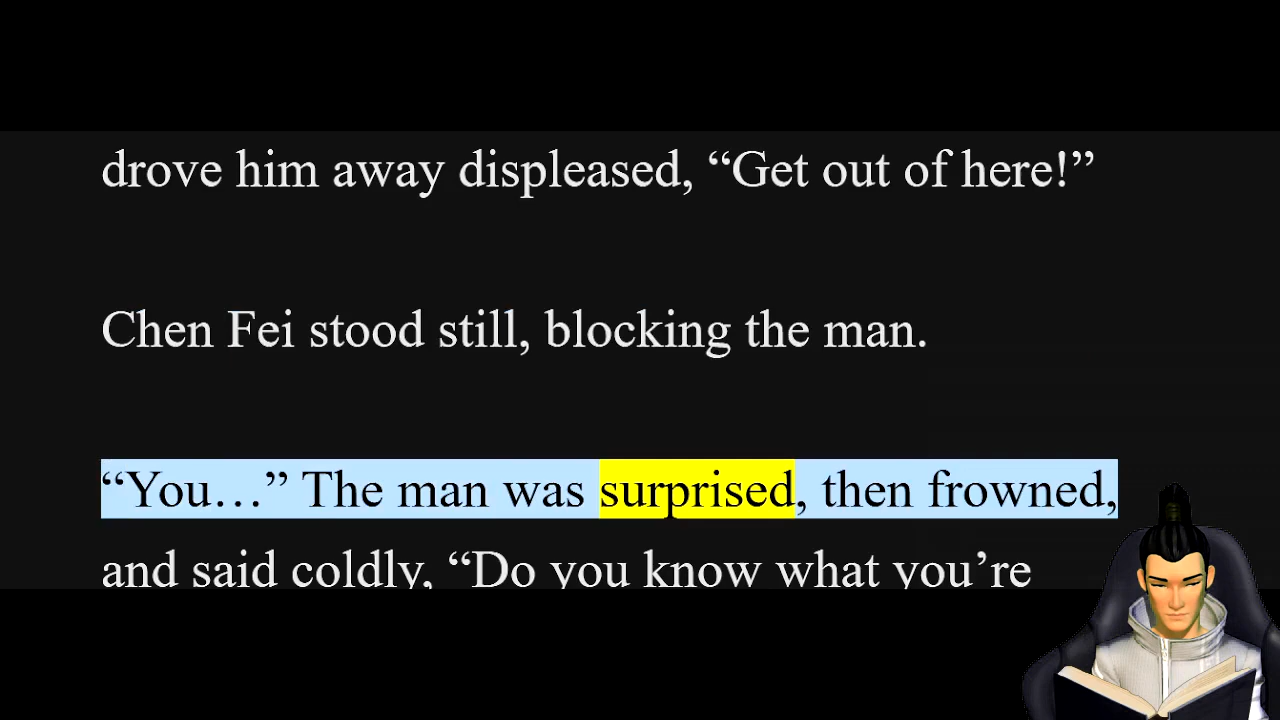 drove him away displeased, “Get out of here!”
Chen Fei stood still, blocking the man.
“You…” The man was surprised, then frowned,
and said coldly, “Do you know what you’re